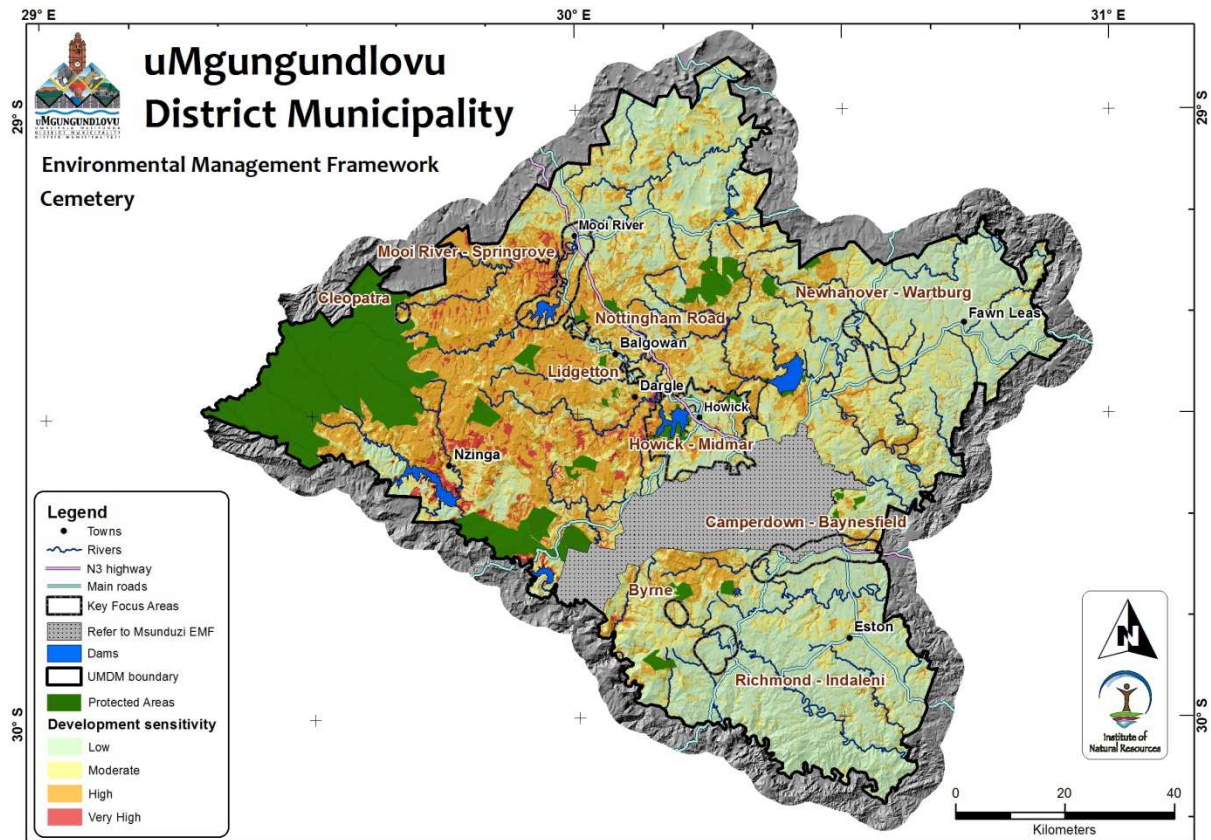 29° E
30° E
31° E
uMgungundlovu
District Municipality
uMGUNGUNDLOVU
Environmental Management Framework
Cemetery
29° S
29° S
Mooi River
Mooi River - Springrove
Cleopatra
Newhanover - Wartburg
Nottingham Road
Fawn Leas
Balgowan
Lidgetton
Dargle
Howick
Howick - Midmar
Nzinga
Camperdown - Baynesfield
Byrne
Eston
Richmond - Indaleni
Legend
Towns
Rivers
N3 highway
Main roads
Key Focus Areas
Refer to Msunduzi EMF
Dams
UMDM boundary
Protected Areas
Development sensitivity
Low
Moderate
High
Very High
30° S
30° S
N
Institute of
Natural Resources
0 20 40
Kilometers